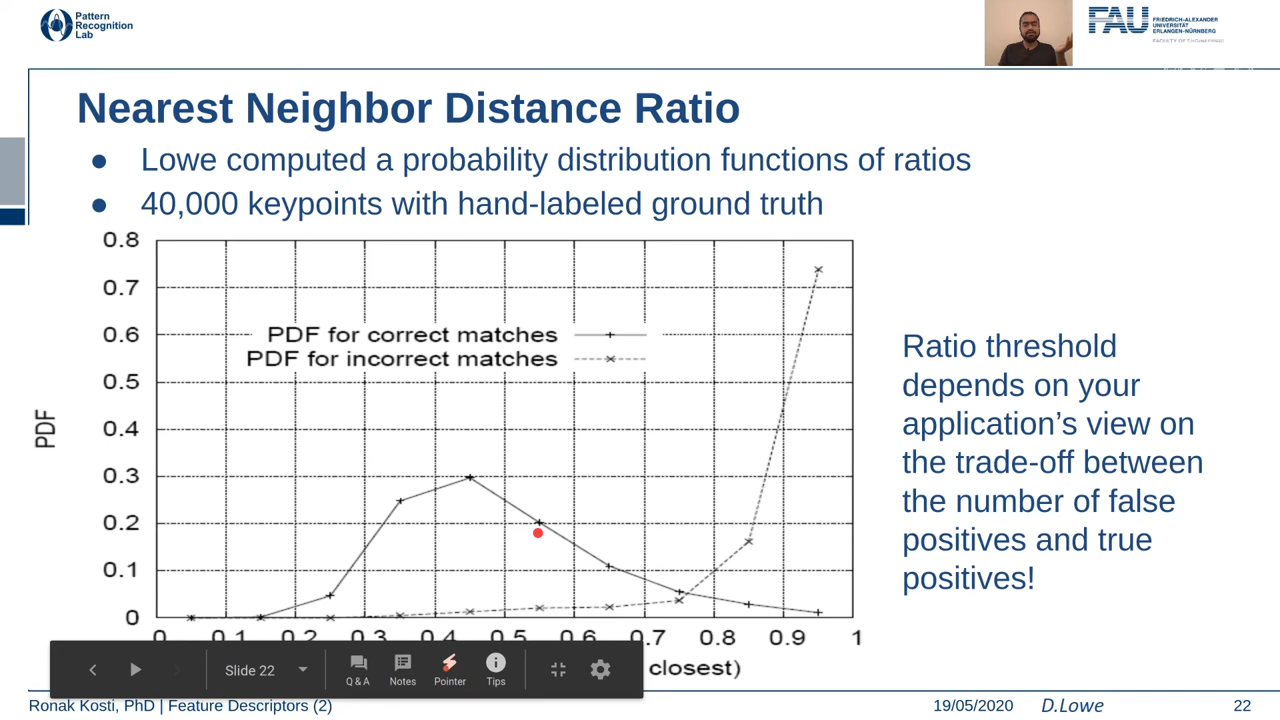 Pattern
Recognition
Lab
FAU
FRIEDRICH-ALEXANDER
UNIVERSITÄT
ERLANGEN-NÜRNBERG
FACULTY OF ENGINEERING
Nearest Neighbor Distance Ratio
● Lowe computed a probability distribution functions of ratios
● 40,000 keypoints with hand-labeled ground truth
0.8
0.7
0.6
0.5
0.4
0.3
0.2
0.1
0
PDF
PDF for correct matches
PDF for incorrect matches
0 0.1 0.2 0.3 0.4 0.5 0.6 0.7 0.8 0.9 1
closest)
Ratio threshold
depends on your
application's view on
the trade-off between
the number of false
positives and true
positives!
Slide 22
Q & A
Notes
Pointer
Tips
Ronak Kosti, PhD | Feature Descriptors (2)
19/05/2020
D.Lowe
22